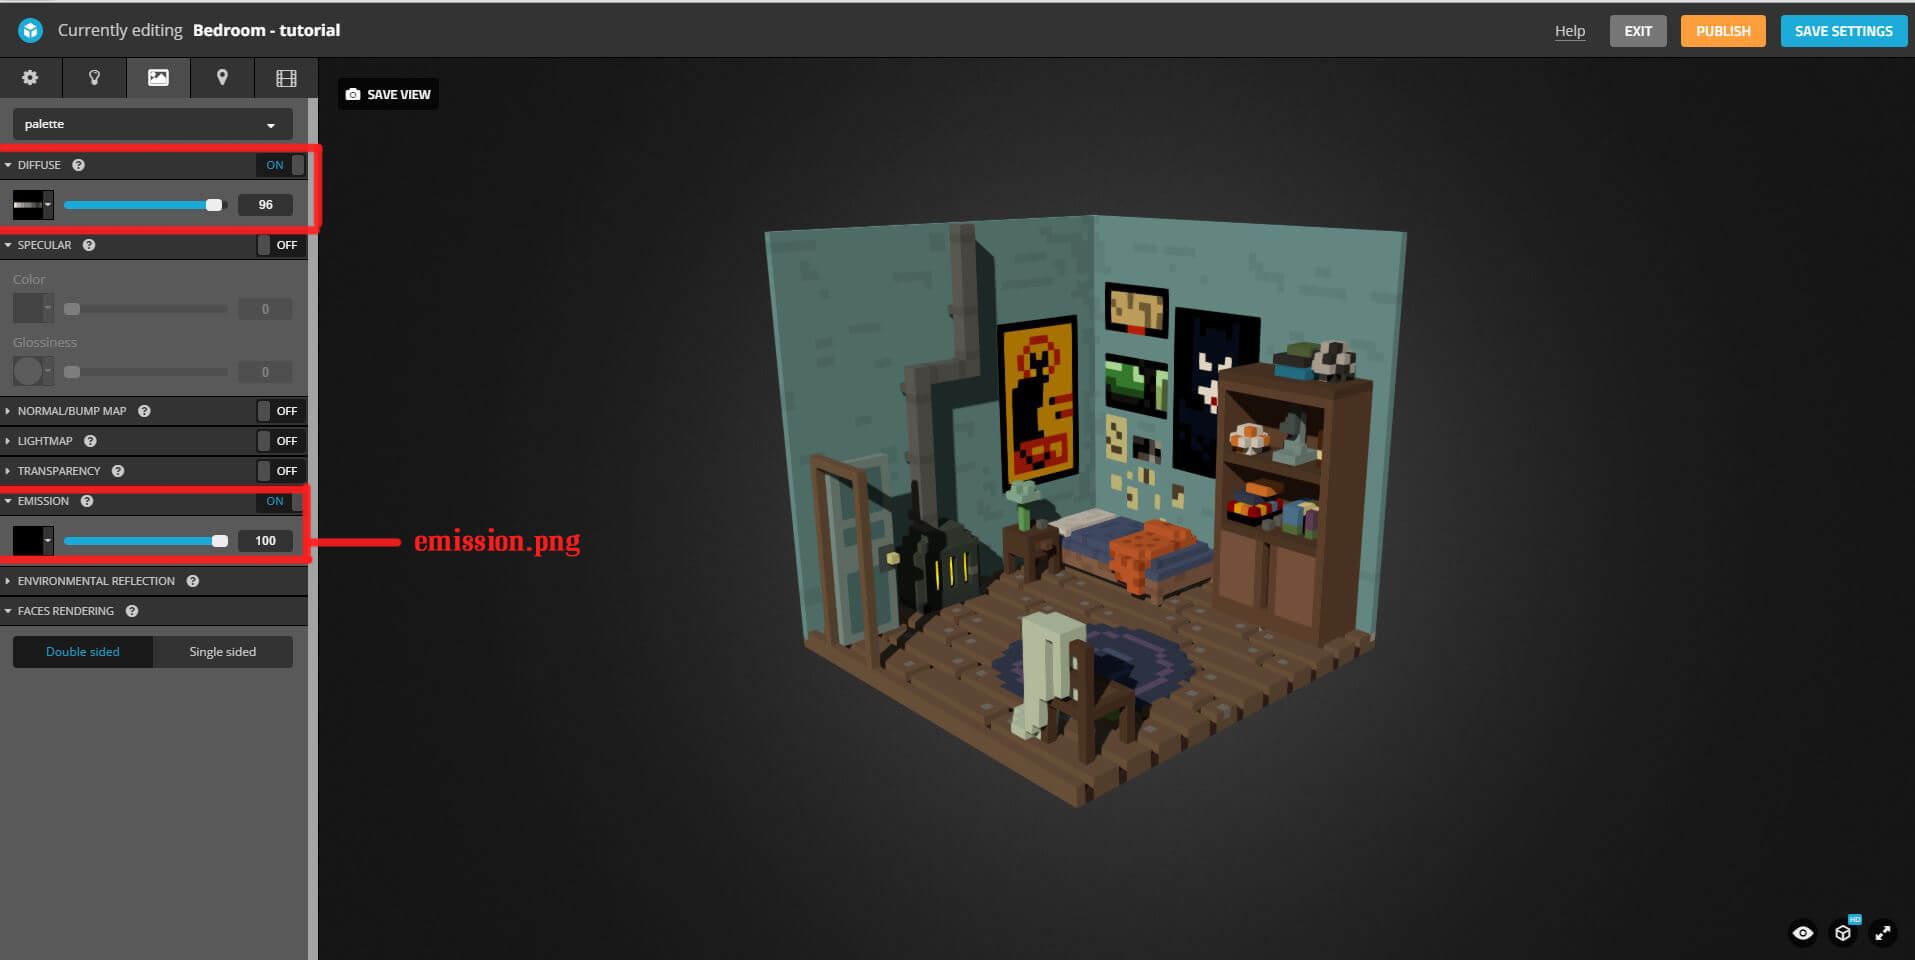 Currently editing Bedroom - tutorial
Help
EXIT
PUBLISH
SAVE SETTINGS
SAVE VIEW
palette
DIFFUSE ?
ON
96
SPECULAR ?
OFF
Color
0
Glossiness
0
NORMAL/BUMP MAP ?
OFF
LIGHTMAP ?
OFF
TRANSPARENCY ?
OFF
EMISSION ?
ON
100
emission.png
ENVIRONMENTAL REFLECTION ?
FACES RENDERING ?
Double sided
Single sided
HD